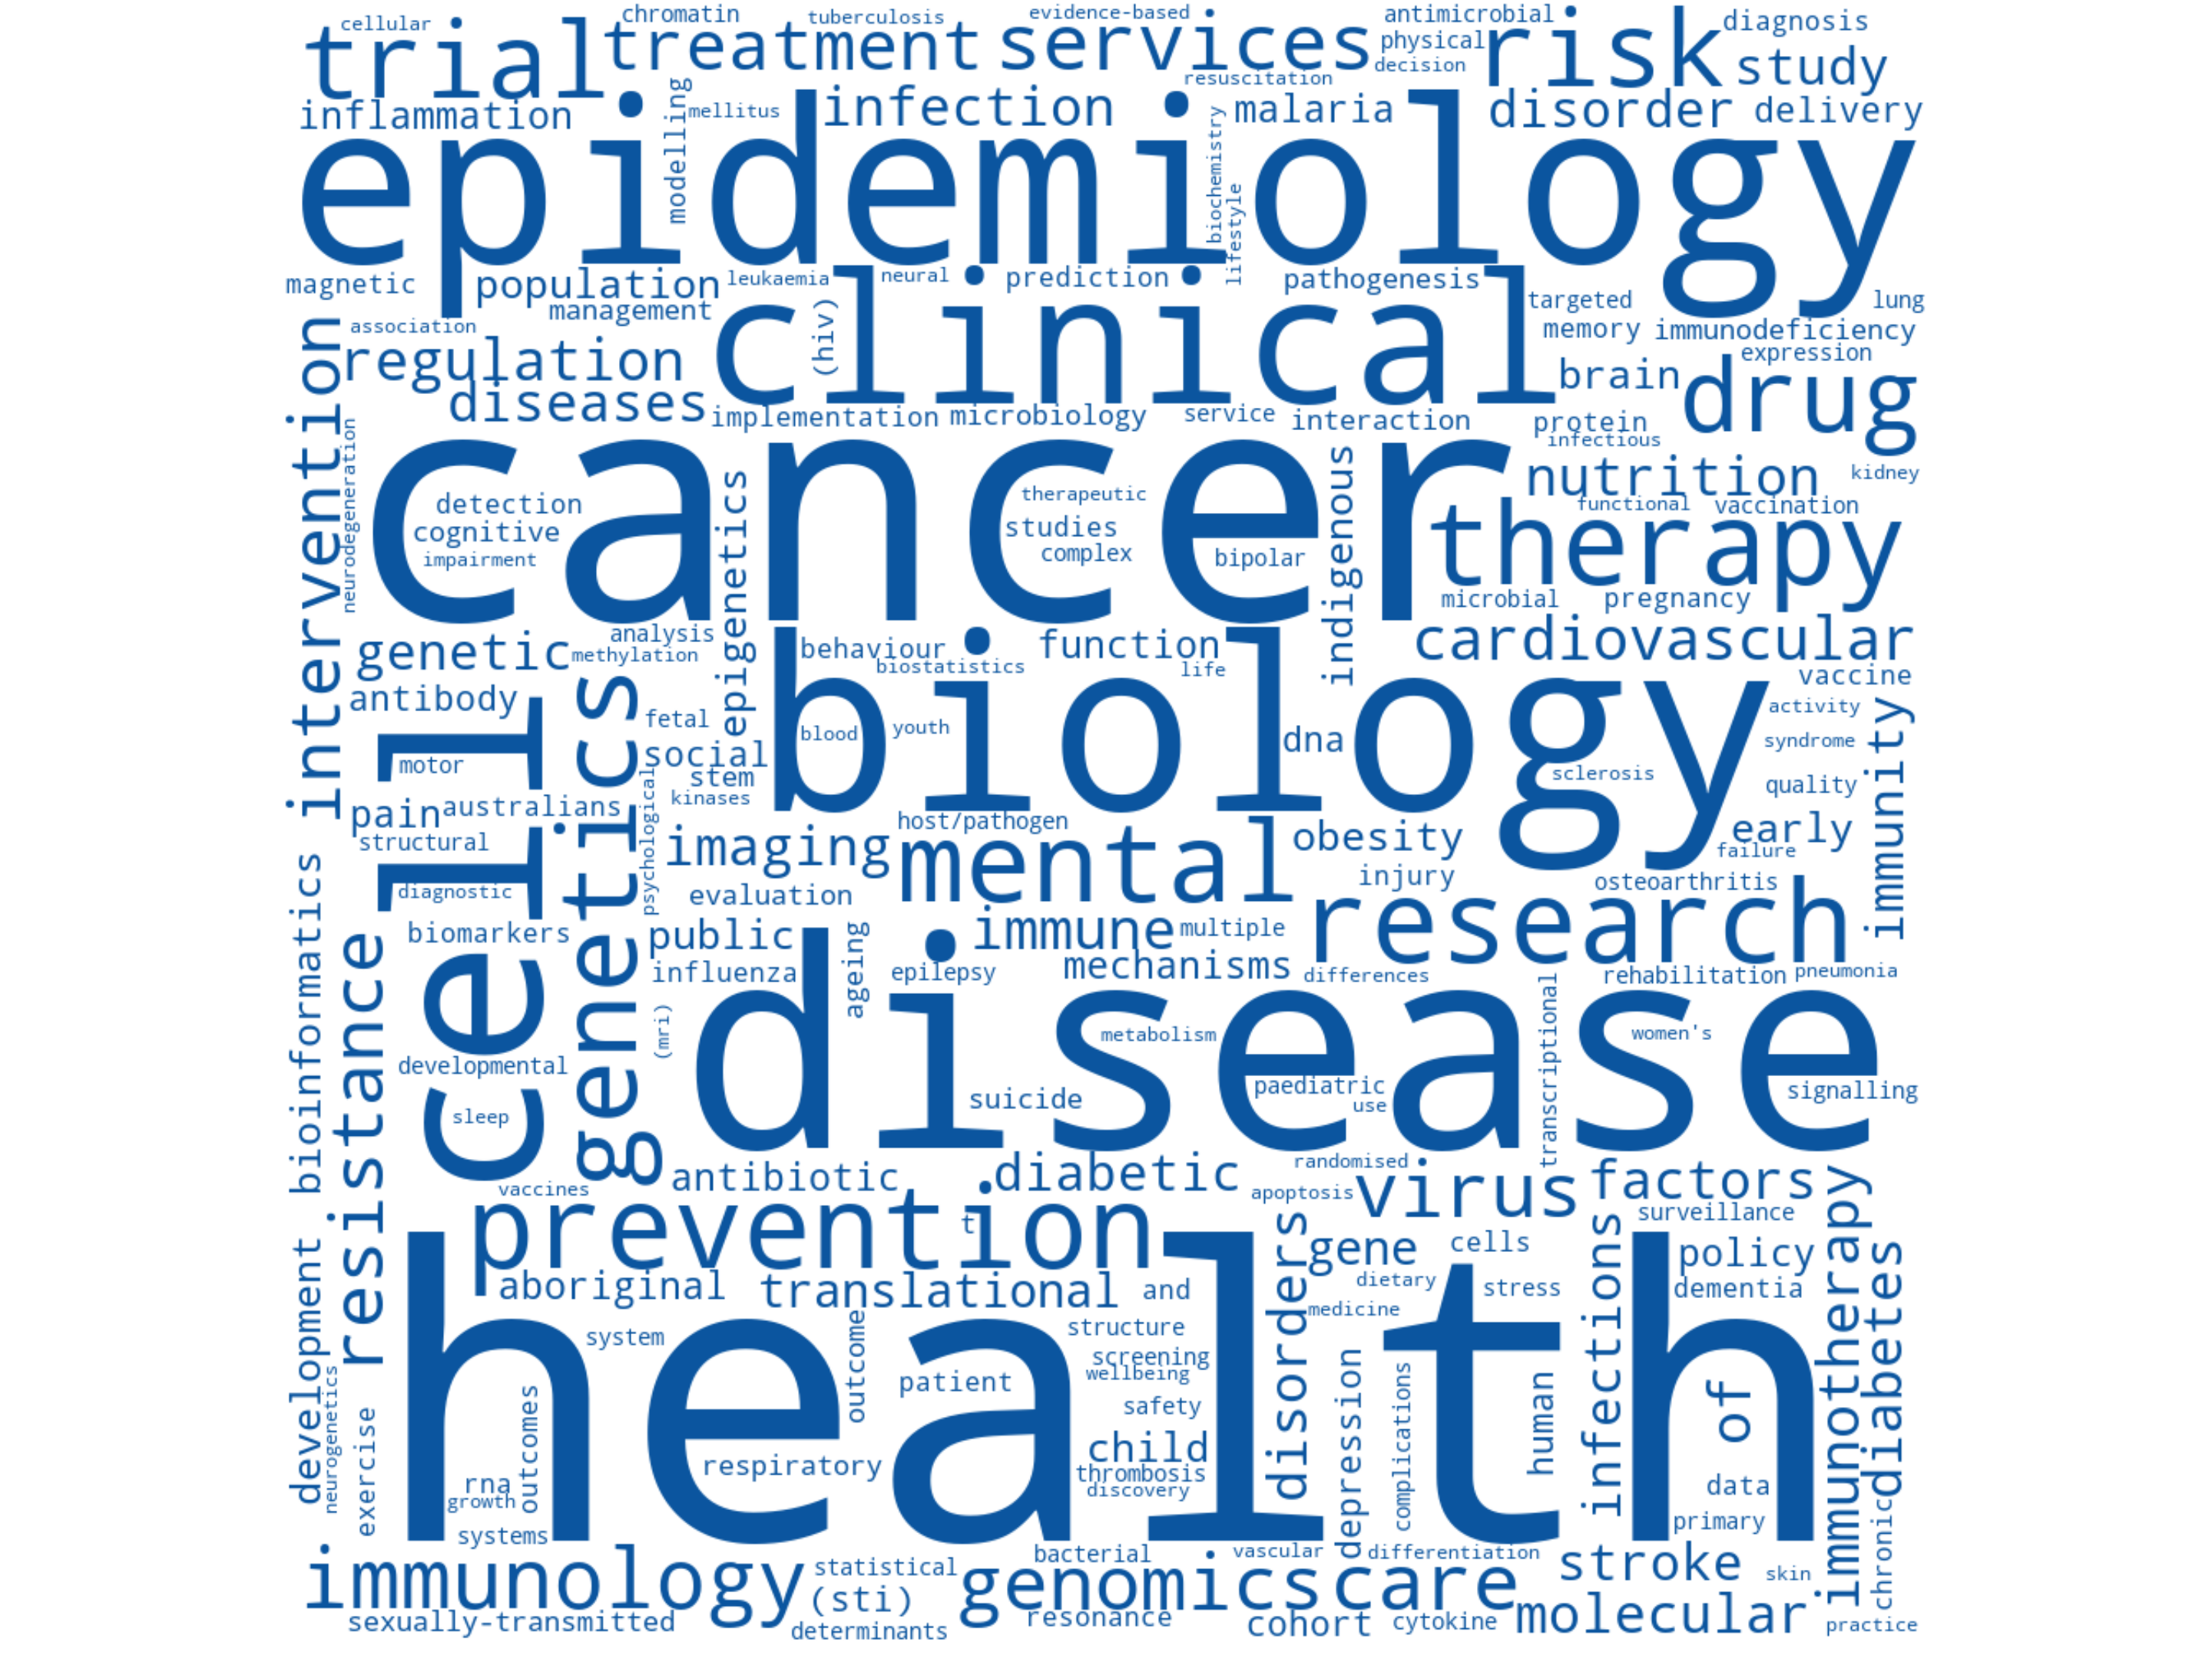 cellular
chromatin
tuberculosis
evidence-based
antimicrobial
diagnosis
trial
treatment
services
physical
decision
risk
study
resuscitation
inflammation
modelling
mellitus
infection
malaria
disorder
delivery
epidemiology
biochemistry
lifestyle
magnetic
population
management
leukaemia
neural
prediction
pathogenesis
targeted
lung
association
clinical
(hiv)
memory
immunodeficiency
intervention
regulation
brain
expression
drug
diseases
implementation
microbiology
service
interaction
protein
infectious
neurodegeneration
cancer
nutrition
kidney
detection
cognitive
impairment
epigenetics
therapeutic
studies
complex
bipolar
indigenous
functional
vaccination
therapy
microbial
pregnancy
genetic
analysis
methylation
behaviour
biostatistics
function
life
cardiovascular
vaccine
antibody
cell
genetics
fetal
social
stem
kinases
biology
blood
youth
dna
activity
syndrome
sclerosis
quality
immunity
motor
pain
australians
structural
psychological
imaging
host/pathogen
mental
obesity
early
failure
diagnostic
evaluation
injury
osteoarthritis
bioinformatics
resistance
biomarkers
public
influenza
ageing
immune
multiple
research
epilepsy
mechanisms
differences
rehabilitation
pneumonia
(mri)
disease
metabolism
transcriptional
women's
developmental
sleep
suicide
paediatric
use
signalling
vaccines
antibiotic
diabetic
randomised
apoptosis
virus
factors
surveillance
prevention
t
disorders
gene
cells
infections
policy
immunotherapy
diabetes
development
aboriginal
translational
and
dietary
medicine
stress
dementia
health
system
outcome
structure
screening
wellbeing
patient
safety
neurogenetics
exercise
rna
growth
outcomes
systems
respiratory
child
thrombosis
discovery
depression
complications
human
of
data
primary
chronic
immunology
statistical
(sti)
bacterial
vascular
differentiation
genomics
care
stroke
skin
sexually-transmitted
determinants
resonance
cohort
cytokine
molecular
practice